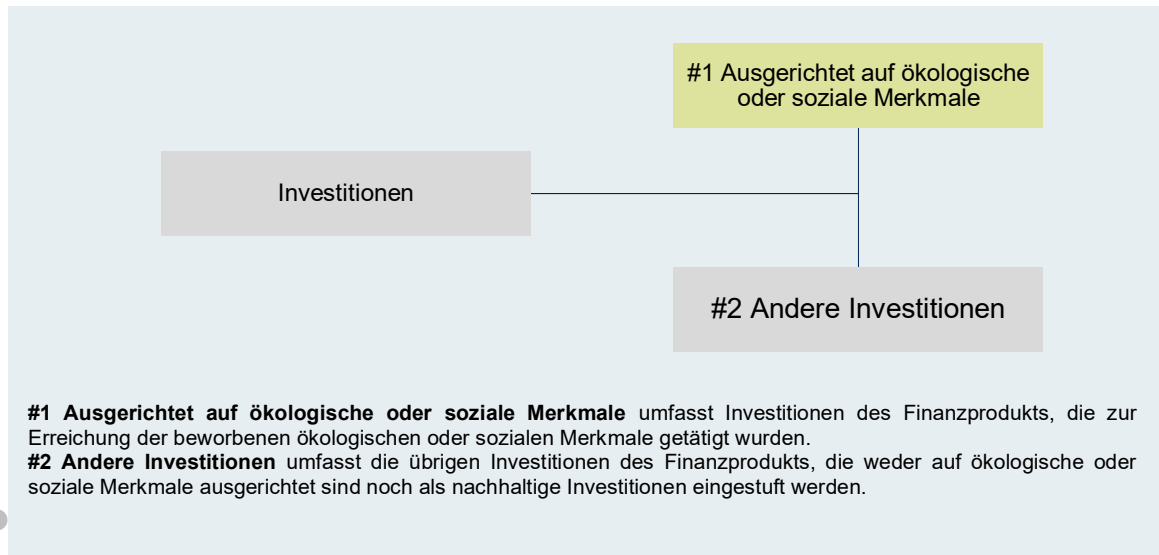 #1 Ausgerichtet auf ökologische
oder soziale Merkmale
Investitionen
#2 Andere Investitionen
#1 Ausgerichtet auf ökologische oder soziale Merkmale umfasst Investitionen des Finanzprodukts, die zur
Erreichung der beworbenen ökologischen oder sozialen Merkmale getätigt wurden.
#2 Andere Investitionen umfasst die übrigen Investitionen des Finanzprodukts, die weder auf ökologische oder
soziale Merkmale ausgerichtet sind noch als nachhaltige Investitionen eingestuft werden.